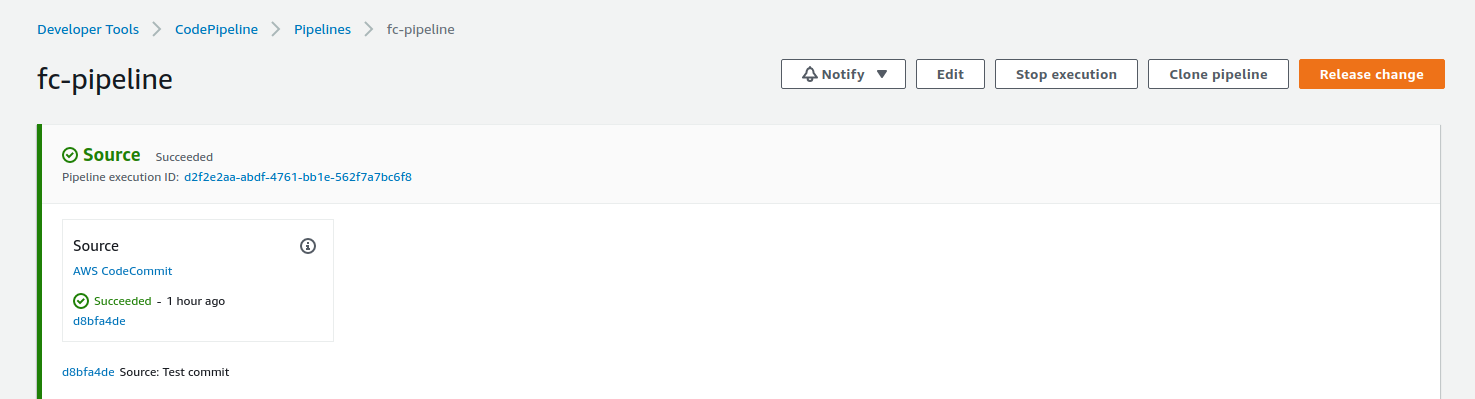 Developer Tools > CodePipeline > Pipelines > fc-pipeline
fc-pipeline
Notify Edit Stop execution Clone pipeline Release change
Source Succeeded
Pipeline execution ID: d2f2e2aa-abdf-4761-bb1e-562f7a7bc6f8
Source
AWS CodeCommit
Succeeded - 1 hour ago
d8bfa4de
d8bfa4de Source: Test commit